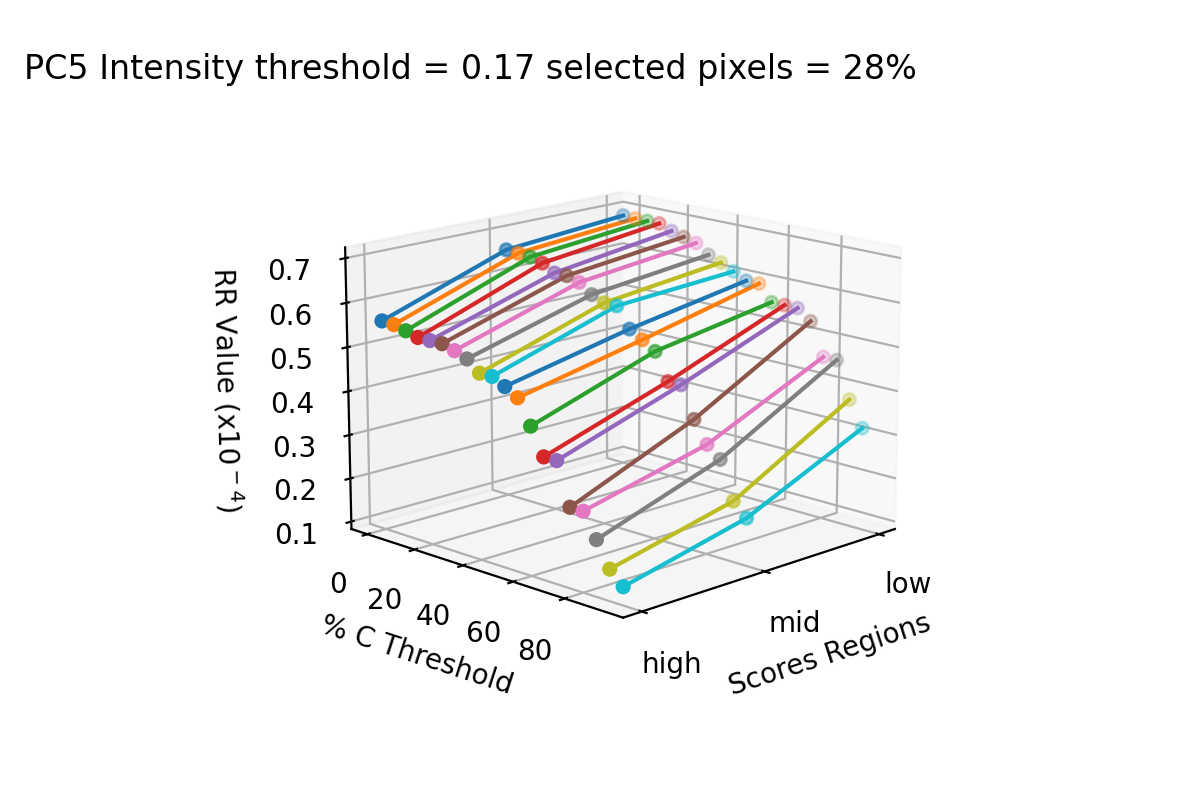 PC5 Intensity threshold = 0.17 selected pixels = 28%
RR Value (x10⁻⁴)
0.7
0.6
0.5
0.4
0.3
0.2
0.1
0
20
40
60
80
% C Threshold
high
mid
low
Scores Regions